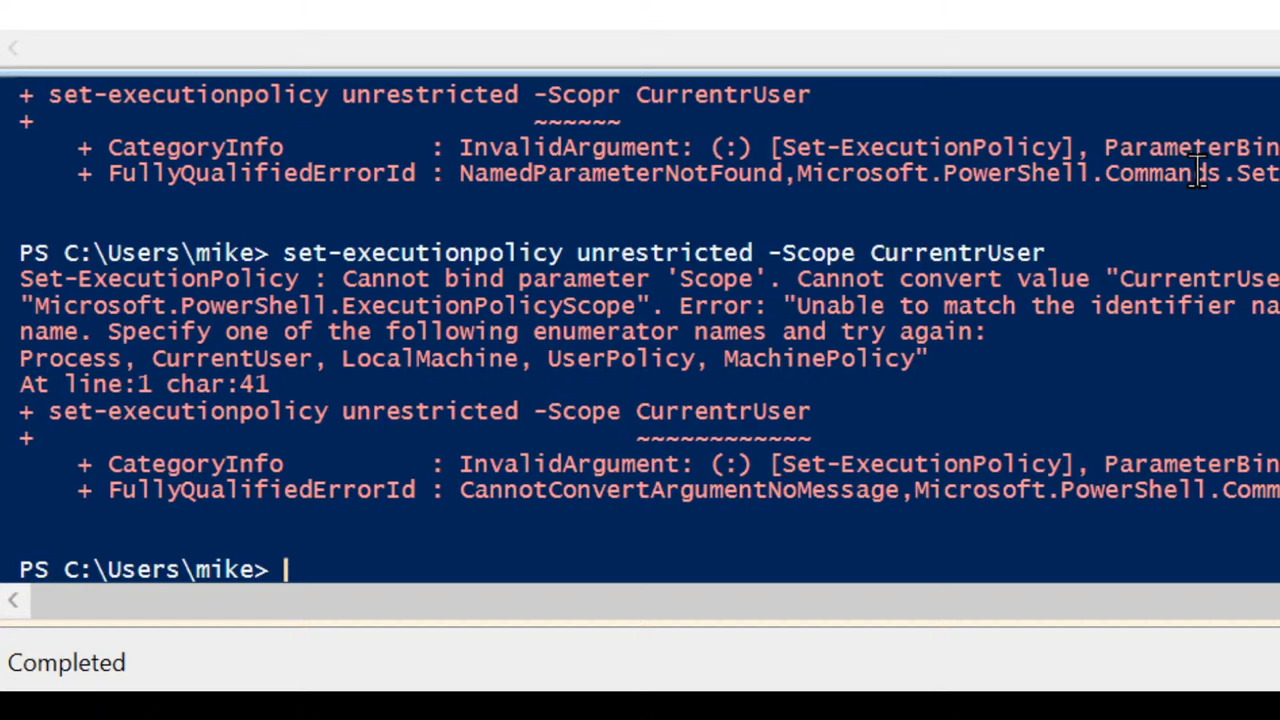 + set-executionpolicy unrestricted -Scopr CurrentrUser
+                                  ~~~~~~
    + CategoryInfo          : InvalidArgument: (:) [Set-ExecutionPolicy], ParameterBin
    + FullyQualifiedErrorId : NamedParameterNotFound,Microsoft.PowerShell.Commands.Set
PS C:\Users\mike> set-executionpolicy unrestricted -Scope CurrentrUser
Set-ExecutionPolicy : Cannot bind parameter 'Scope'. Cannot convert value "CurrentrUse
"Microsoft.PowerShell.ExecutionPolicyScope". Error: "Unable to match the identifier na
name. Specify one of the following enumerator names and try again:
Process, CurrentUser, LocalMachine, UserPolicy, MachinePolicy"
At line:1 char:41
+ set-executionpolicy unrestricted -Scope CurrentrUser
+                                         ~~~~~~~~~~~~
    + CategoryInfo          : InvalidArgument: (:) [Set-ExecutionPolicy], ParameterBin
    + FullyQualifiedErrorId : CannotConvertArgumentNoMessage,Microsoft.PowerShell.Comm
PS C:\Users\mike>
Completed